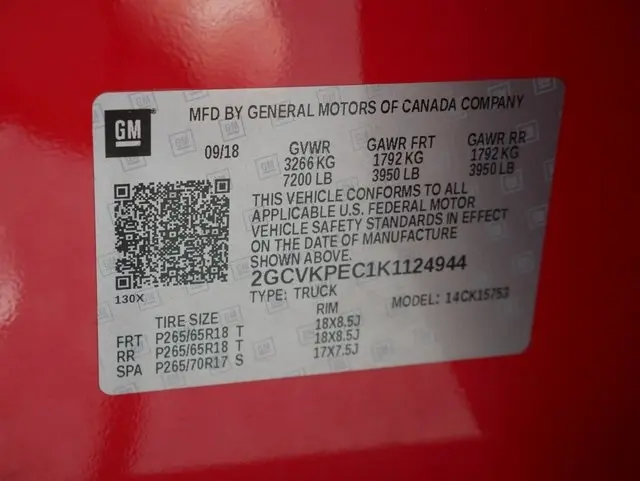 GM
MFD BY GENERAL MOTORS OF CANADA COMPANY
09/18 GVWR GAWR FRT GAWR RR
3266 KG 1792 KG 1792 KG
7200 LB 3950 LB 3950 LB
THIS VEHICLE CONFORMS TO ALL
APPLICABLE U.S. FEDERAL MOTOR
VEHICLE SAFETY STANDARDS IN EFFECT
ON THE DATE OF MANUFACTURE
SHOWN ABOVE.
2GCVKPEC1K1124944
130X
TYPE: TRUCK MODEL: 14CK15753
TIRE SIZE RIM
FRT P265/65R18 T 18X8.5J
RR P265/65R18 T 18X8.5J
SPA P265/70R17 S 17X7.5J